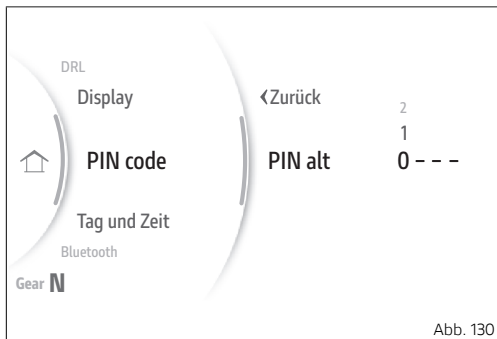 DRL
Display
PIN code
Tag und Zeit
Bluetooth
Gear N
Zurück
PIN alt
2
1
0 – – –
Abb. 130